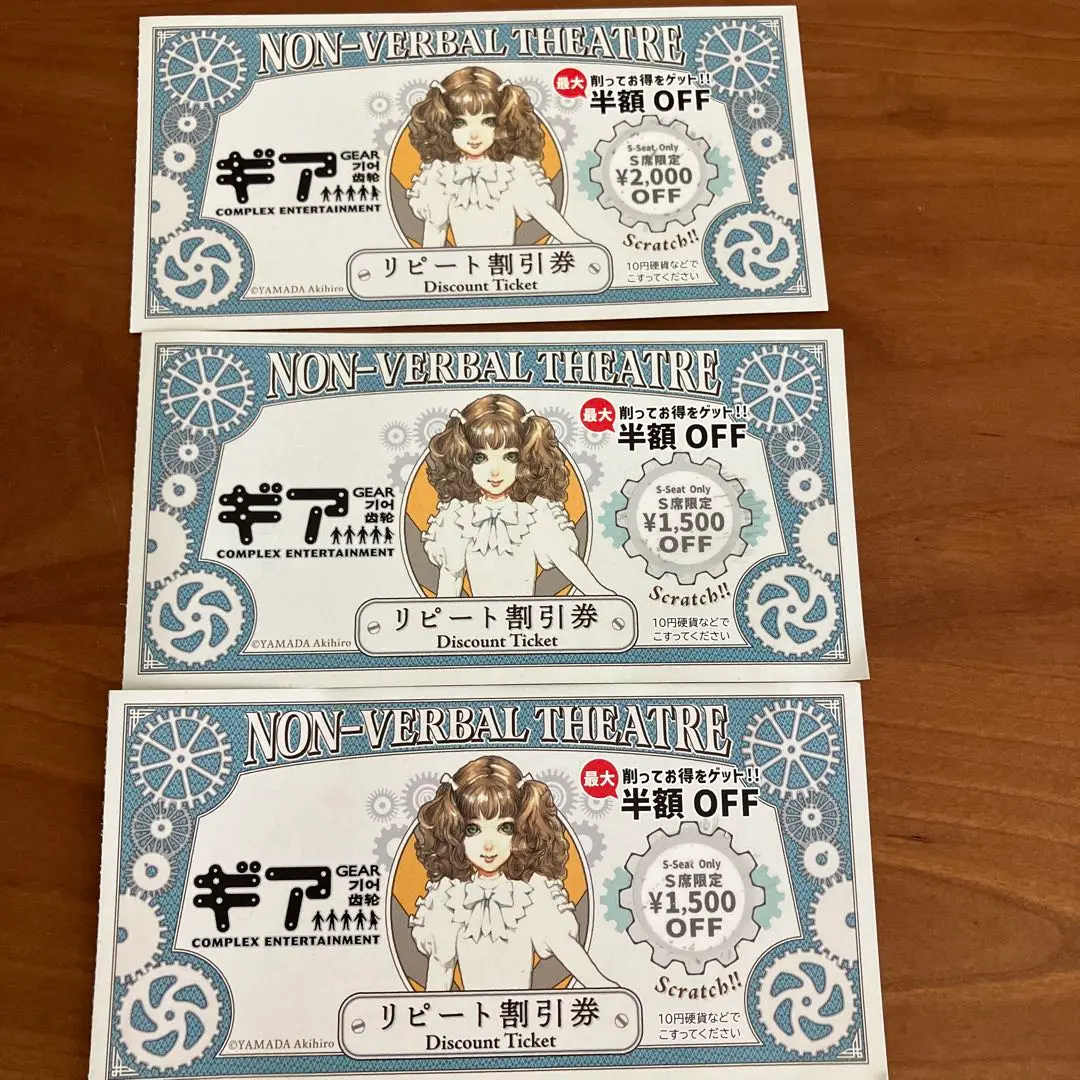 NON-VERBAL THEATRE
最大
削ってお得をゲット!!
半額 OFF
ギア
GEAR
기어
齿轮
COMPLEX ENTERTAINMENT
S-Seat Only
S席限定
¥2,000
OFF
Scratch!!
10円硬貨などで
こすってください
リピート割引券
Discount Ticket
©YAMADA Akihiro
NON-VERBAL THEATRE
最大
削ってお得をゲット!!
半額 OFF
ギア
GEAR
기어
齿轮
COMPLEX ENTERTAINMENT
S-Seat Only
S席限定
¥1,500
OFF
Scratch!!
10円硬貨などで
こすってください
リピート割引券
Discount Ticket
©YAMADA Akihiro
NON-VERBAL THEATRE
最大
削ってお得をゲット!!
半額 OFF
ギア
GEAR
기어
齿轮
COMPLEX ENTERTAINMENT
S-Seat Only
S席限定
¥1,500
OFF
Scratch!!
10円硬貨などで
こすってください
リピート割引券
Discount Ticket
©YAMADA Akihiro